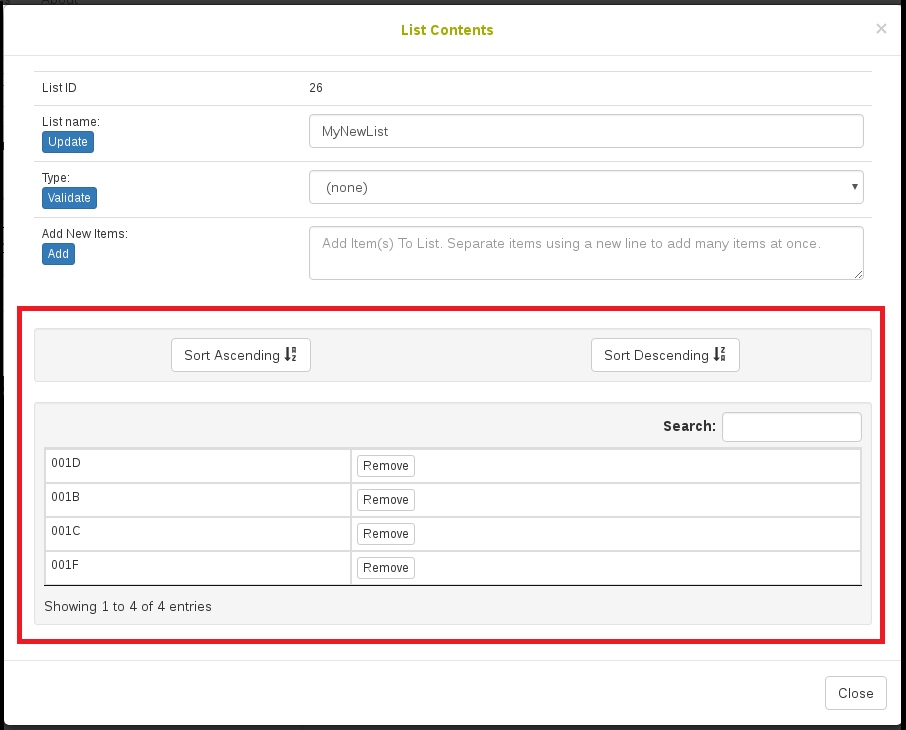 List Contents ×
List ID 26
List name: MyNewList
Update
Type: (none)
Validate
Add New Items: Add Item(s) To List. Separate items using a new line to add many items at once.
Add
Sort Ascending Sort Descending
Search:
001D Remove
001B Remove
001C Remove
001F Remove
Showing 1 to 4 of 4 entries
Close